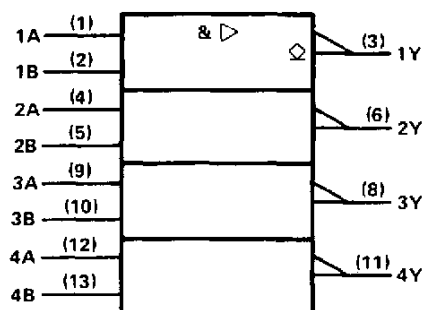 & ▷
1A (1)
1B (2)
(3) 1Y
2A (4)
2B (5)
(6) 2Y
3A (9)
3B (10)
(8) 3Y
4A (12)
4B (13)
(11) 4Y